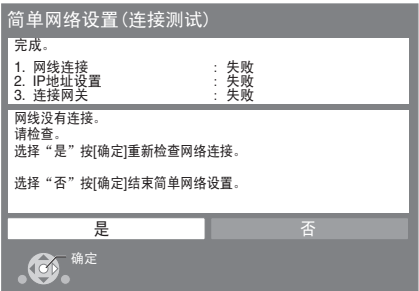 简单网络设置(连接测试)
完成。
1. 网线连接 : 失败
2. IP地址设置 : 失败
3. 连接网关 : 失败
网线没有连接。
请检查。
选择“是”按[确定]重新检查网络连接。
选择“否”按[确定]结束简单网络设置。
是 否
确定